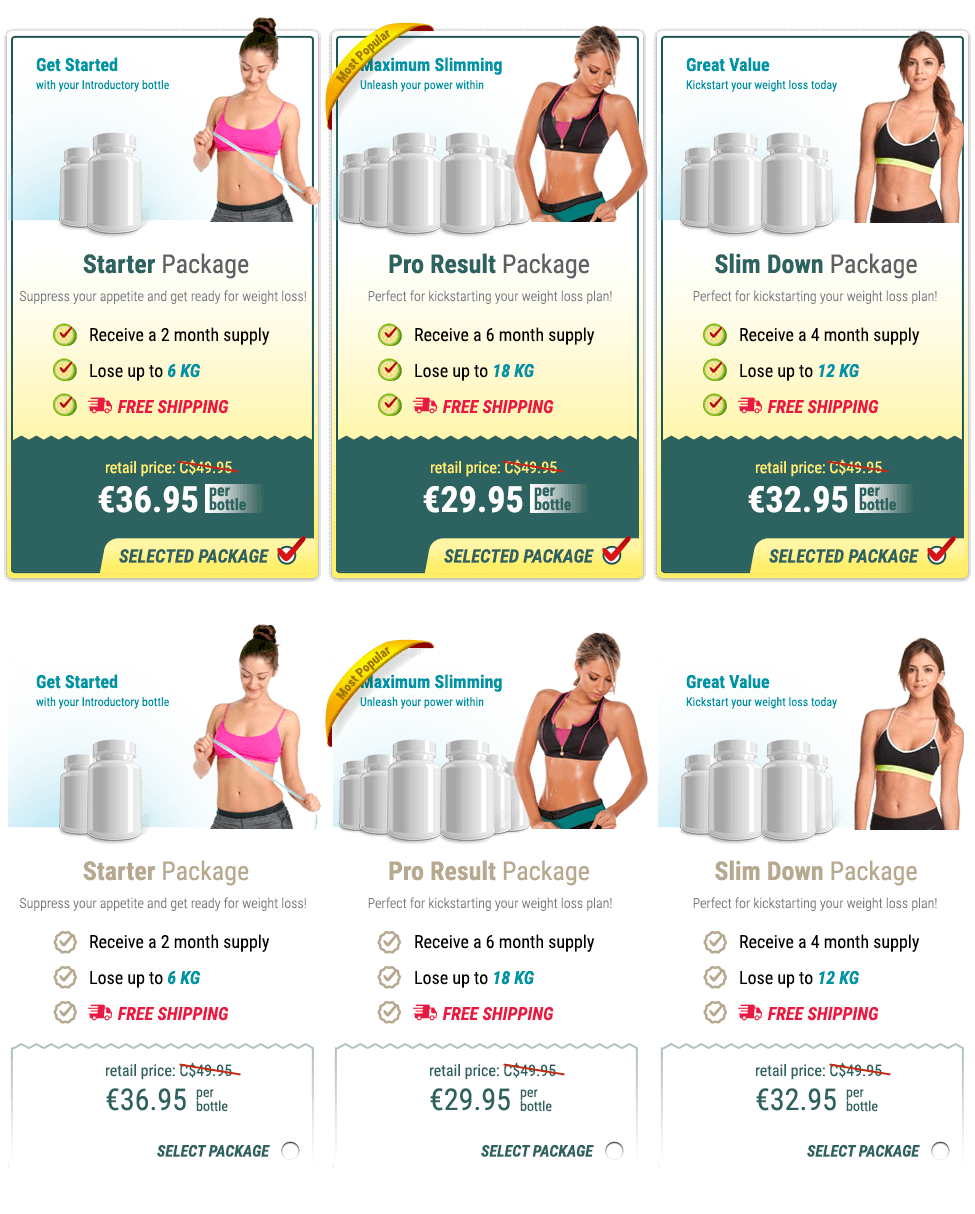 Get Started
with your Introductory bottle
Starter Package
Suppress your appetite and get ready for weight loss!
Receive a 2 month supply
Lose up to 6 KG
FREE SHIPPING
retail price: C$49.95
€36.95 per bottle
SELECTED PACKAGE
Most Popular
Maximum Slimming
Unleash your power within
Pro Result Package
Perfect for kickstarting your weight loss plan!
Receive a 6 month supply
Lose up to 18 KG
FREE SHIPPING
retail price: C$49.95
€29.95 per bottle
SELECTED PACKAGE
Great Value
Kickstart your weight loss today
Slim Down Package
Perfect for kickstarting your weight loss plan!
Receive a 4 month supply
Lose up to 12 KG
FREE SHIPPING
retail price: C$49.95
€32.95 per bottle
SELECTED PACKAGE
Get Started
with your Introductory bottle
Starter Package
Suppress your appetite and get ready for weight loss!
Receive a 2 month supply
Lose up to 6 KG
FREE SHIPPING
retail price: C$49.95
€36.95 per bottle
SELECT PACKAGE
Most Popular
Maximum Slimming
Unleash your power within
Pro Result Package
Perfect for kickstarting your weight loss plan!
Receive a 6 month supply
Lose up to 18 KG
FREE SHIPPING
retail price: C$49.95
€29.95 per bottle
SELECT PACKAGE
Great Value
Kickstart your weight loss today
Slim Down Package
Perfect for kickstarting your weight loss plan!
Receive a 4 month supply
Lose up to 12 KG
FREE SHIPPING
retail price: C$49.95
€32.95 per bottle
SELECT PACKAGE